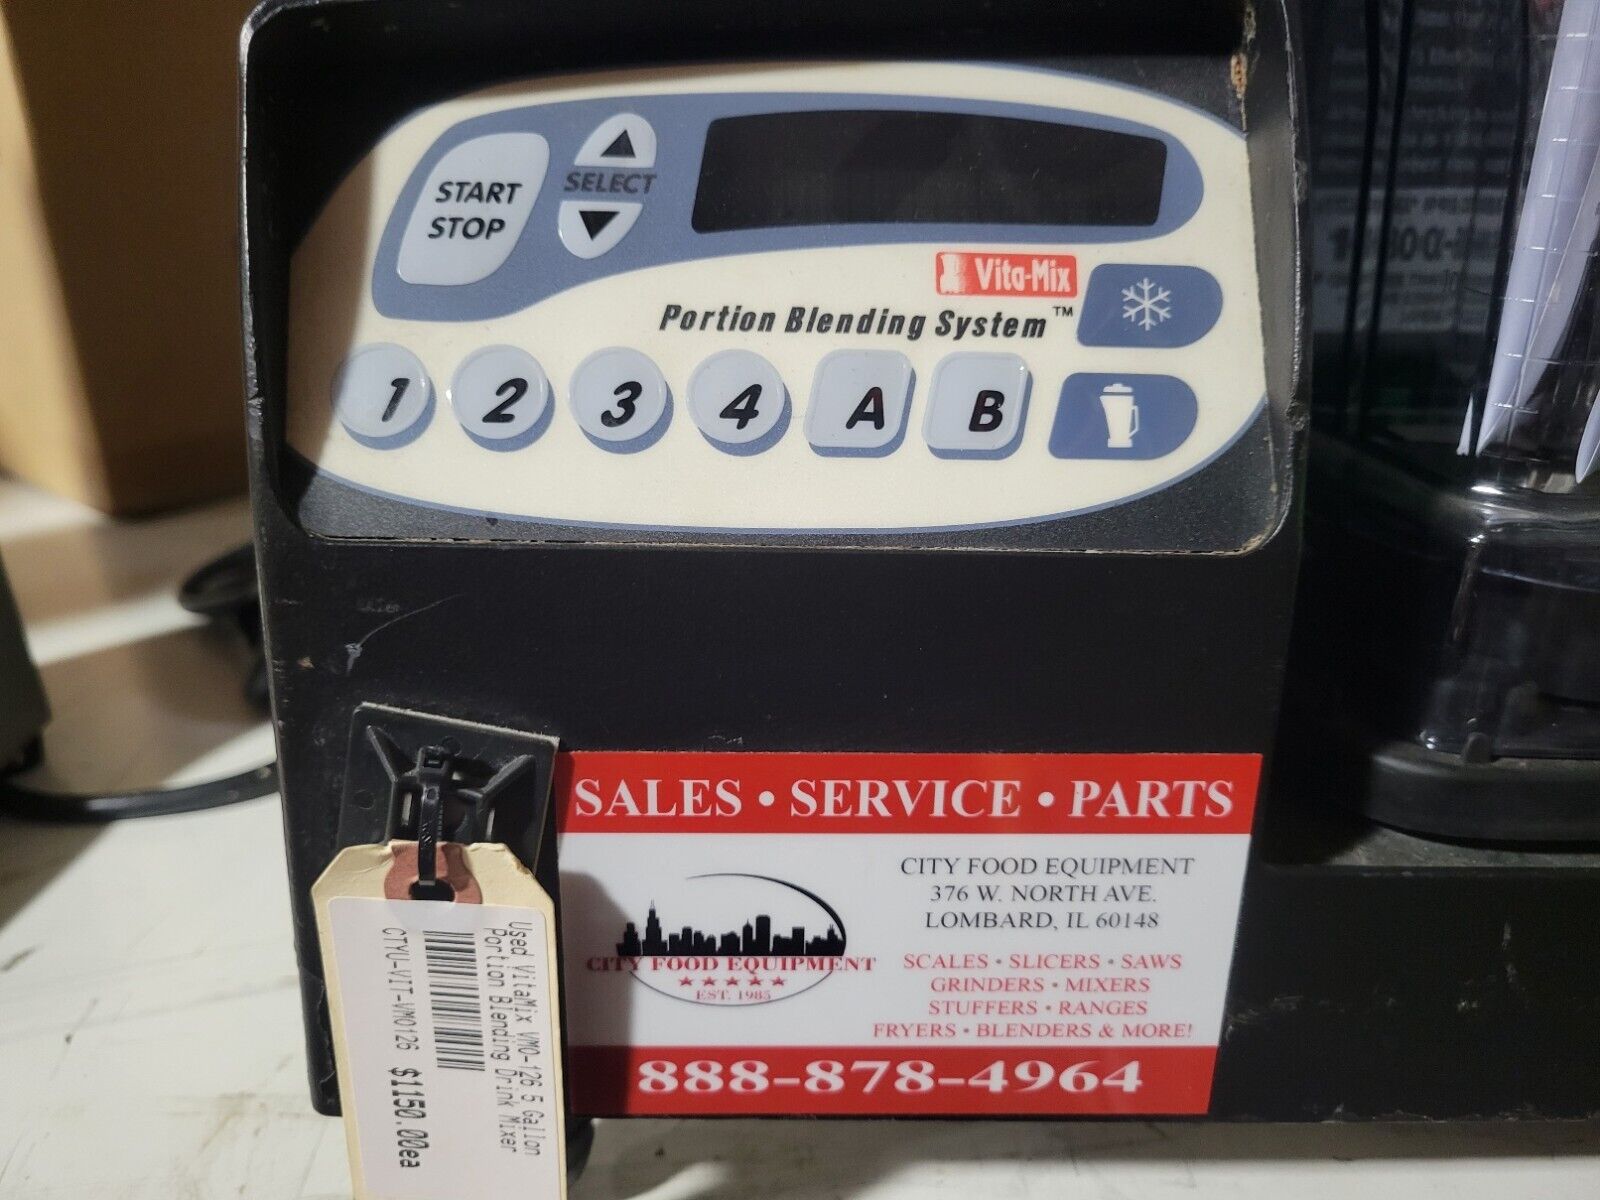 START
STOP
SELECT
Vita-Mix
Portion Blending System™
1 2 3 4 A B
SALES • SERVICE • PARTS
CITY FOOD EQUIPMENT
376 W. NORTH AVE.
LOMBARD, IL 60148
CITY FOOD EQUIPMENT
EST. 1985
SCALES • SLICERS • SAWS
GRINDERS • MIXERS
STUFFERS • RANGES
FRYERS • BLENDERS & MORE!
888-878-4964
Used VitaMix VMO-126 .5 Gallon
Portion Blending Drink Mixer
CTYU-VIT-VM0126 $1150.00ea